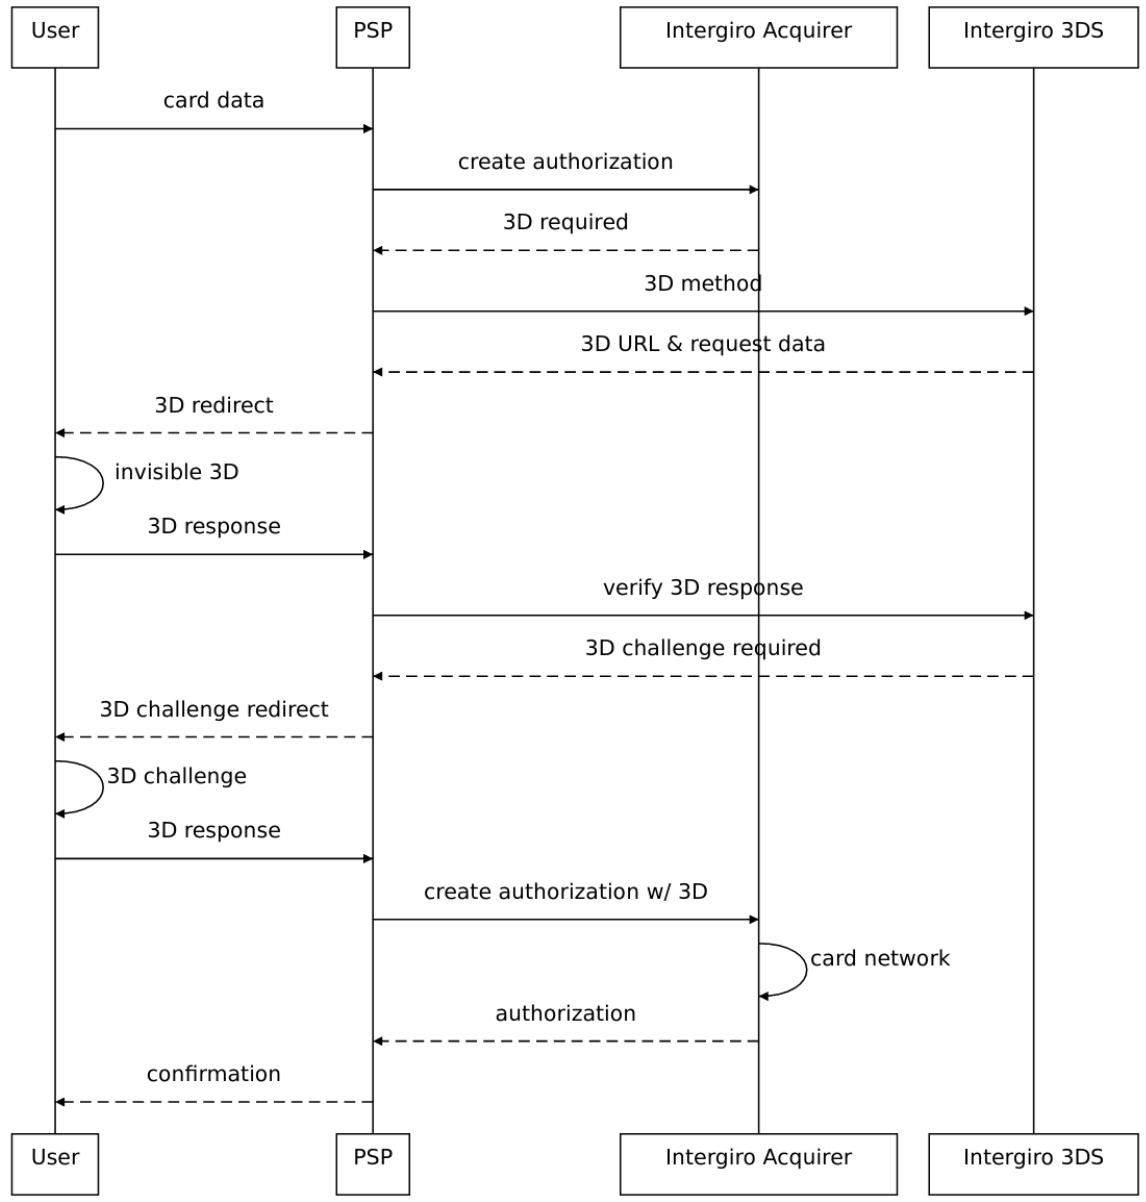 User
PSP
Intergiro Acquirer
Intergiro 3DS
card data
create authorization
3D required
3D method
3D URL & request data
3D redirect
invisible 3D
3D response
verify 3D response
3D challenge required
3D challenge redirect
3D challenge
3D response
create authorization w/ 3D
card network
authorization
confirmation
User
PSP
Intergiro Acquirer
Intergiro 3DS